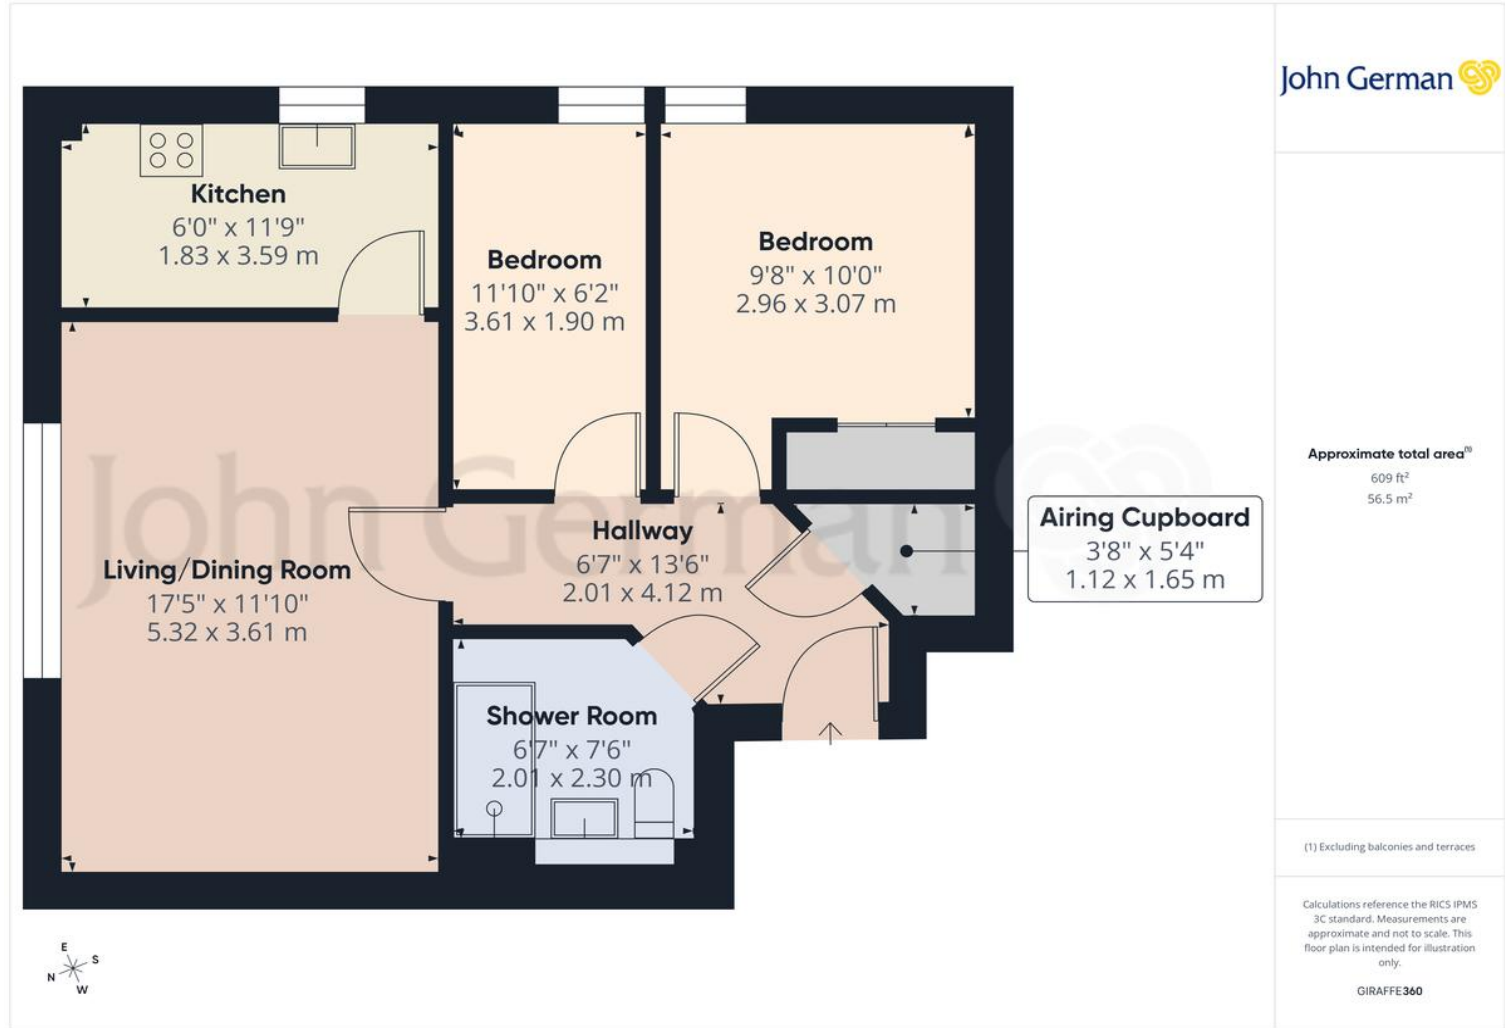 John German
Kitchen
6'0" x 11'9"
1.83 x 3.59 m
Bedroom
11'10" x 6'2"
3.61 x 1.90 m
Bedroom
9'8" x 10'0"
2.96 x 3.07 m
John German
Living/Dining Room
17'5" x 11'10"
5.32 x 3.61 m
Hallway
6'7" x 13'6"
2.01 x 4.12 m
Airing Cupboard
3'8" x 5'4"
1.12 x 1.65 m
Shower Room
6'7" x 7'6"
2.01 x 2.30 m
E
S
N
W
Approximate total area⁽¹⁾
609 ft²
56.5 m²
(1) Excluding balconies and terraces
Calculations reference the RICS IPMS
3C standard. Measurements are
approximate and not to scale. This
floor plan is intended for illustration
only.
GIRAFFE360